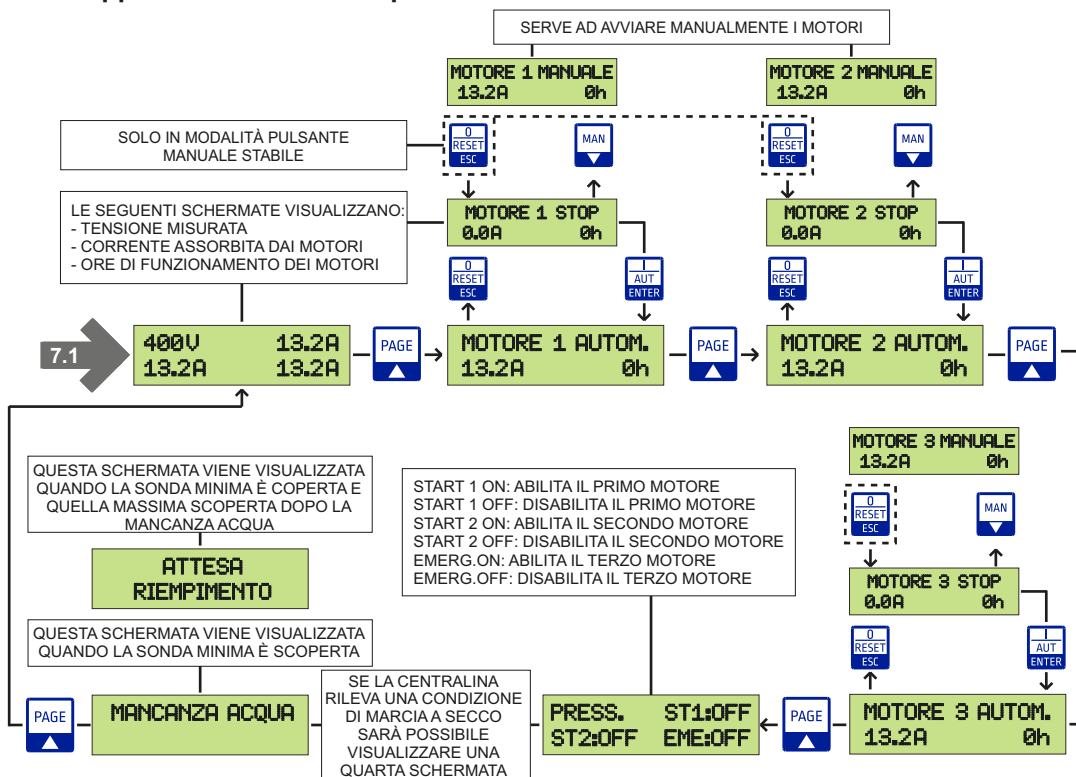 SERVE AD AVVIARE MANUALMENTE I MOTORI
MOTORE 1 MANUALE
13.2A 0h
MOTORE 2 MANUALE
13.2A 0h
SOLO IN MODALITÀ PULSANTE
MANUALE STABILE
0
RESET
ESC
MAN
0
RESET
ESC
MAN
LE SEGUENTI SCHERMATE VISUALIZZANO:
- TENSIONE MISURATA
- CORRENTE ASSORBITA DAI MOTORI
- ORE DI FUNZIONAMENTO DEI MOTORI
MOTORE 1 STOP
0.0A 0h
MOTORE 2 STOP
0.0A 0h
0
RESET
ESC
I
AUT
ENTER
0
RESET
ESC
I
AUT
ENTER
7.1
400V 13.2A
13.2A 13.2A
PAGE
MOTORE 1 AUTOM.
13.2A 0h
PAGE
MOTORE 2 AUTOM.
13.2A 0h
PAGE
MOTORE 3 MANUALE
13.2A 0h
QUESTA SCHERMATA VIENE VISUALIZZATA
QUANDO LA SONDA MINIMA È COPERTA E
QUELLA MASSIMA SCOPERTA DOPO LA
MANCANZA ACQUA
START 1 ON: ABILITA IL PRIMO MOTORE
START 1 OFF: DISABILITA IL PRIMO MOTORE
START 2 ON: ABILITA IL SECONDO MOTORE
START 2 OFF: DISABILITA IL SECONDO MOTORE
EMERG.ON: ABILITA IL TERZO MOTORE
EMERG.OFF: DISABILITA IL TERZO MOTORE
0
RESET
ESC
MAN
ATTESA
RIEMPIMENTO
MOTORE 3 STOP
0.0A 0h
QUESTA SCHERMATA VIENE VISUALIZZATA
QUANDO LA SONDA MINIMA È SCOPERTA
0
RESET
ESC
I
AUT
ENTER
PAGE
MANCANZA ACQUA
SE LA CENTRALINA
RILEVA UNA CONDIZIONE
DI MARCIA A SECCO
SARÀ POSSIBILE
VISUALIZZARE UNA
QUARTA SCHERMATA
PRESS. ST1:OFF
ST2:OFF EME:OFF
PAGE
MOTORE 3 AUTOM.
13.2A 0h